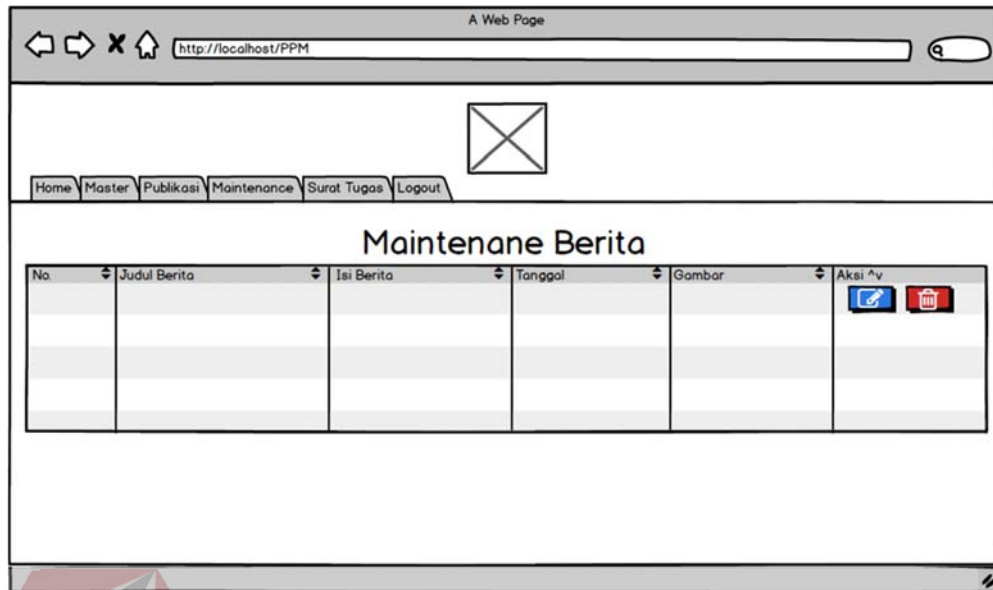 A Web Page
http://localhost/PPM
Home Master Publikasi Maintenance Surat Tugas Logout
Maintenane Berita
No. Judul Berita Isi Berita Tanggal Gambar Aksi ^v